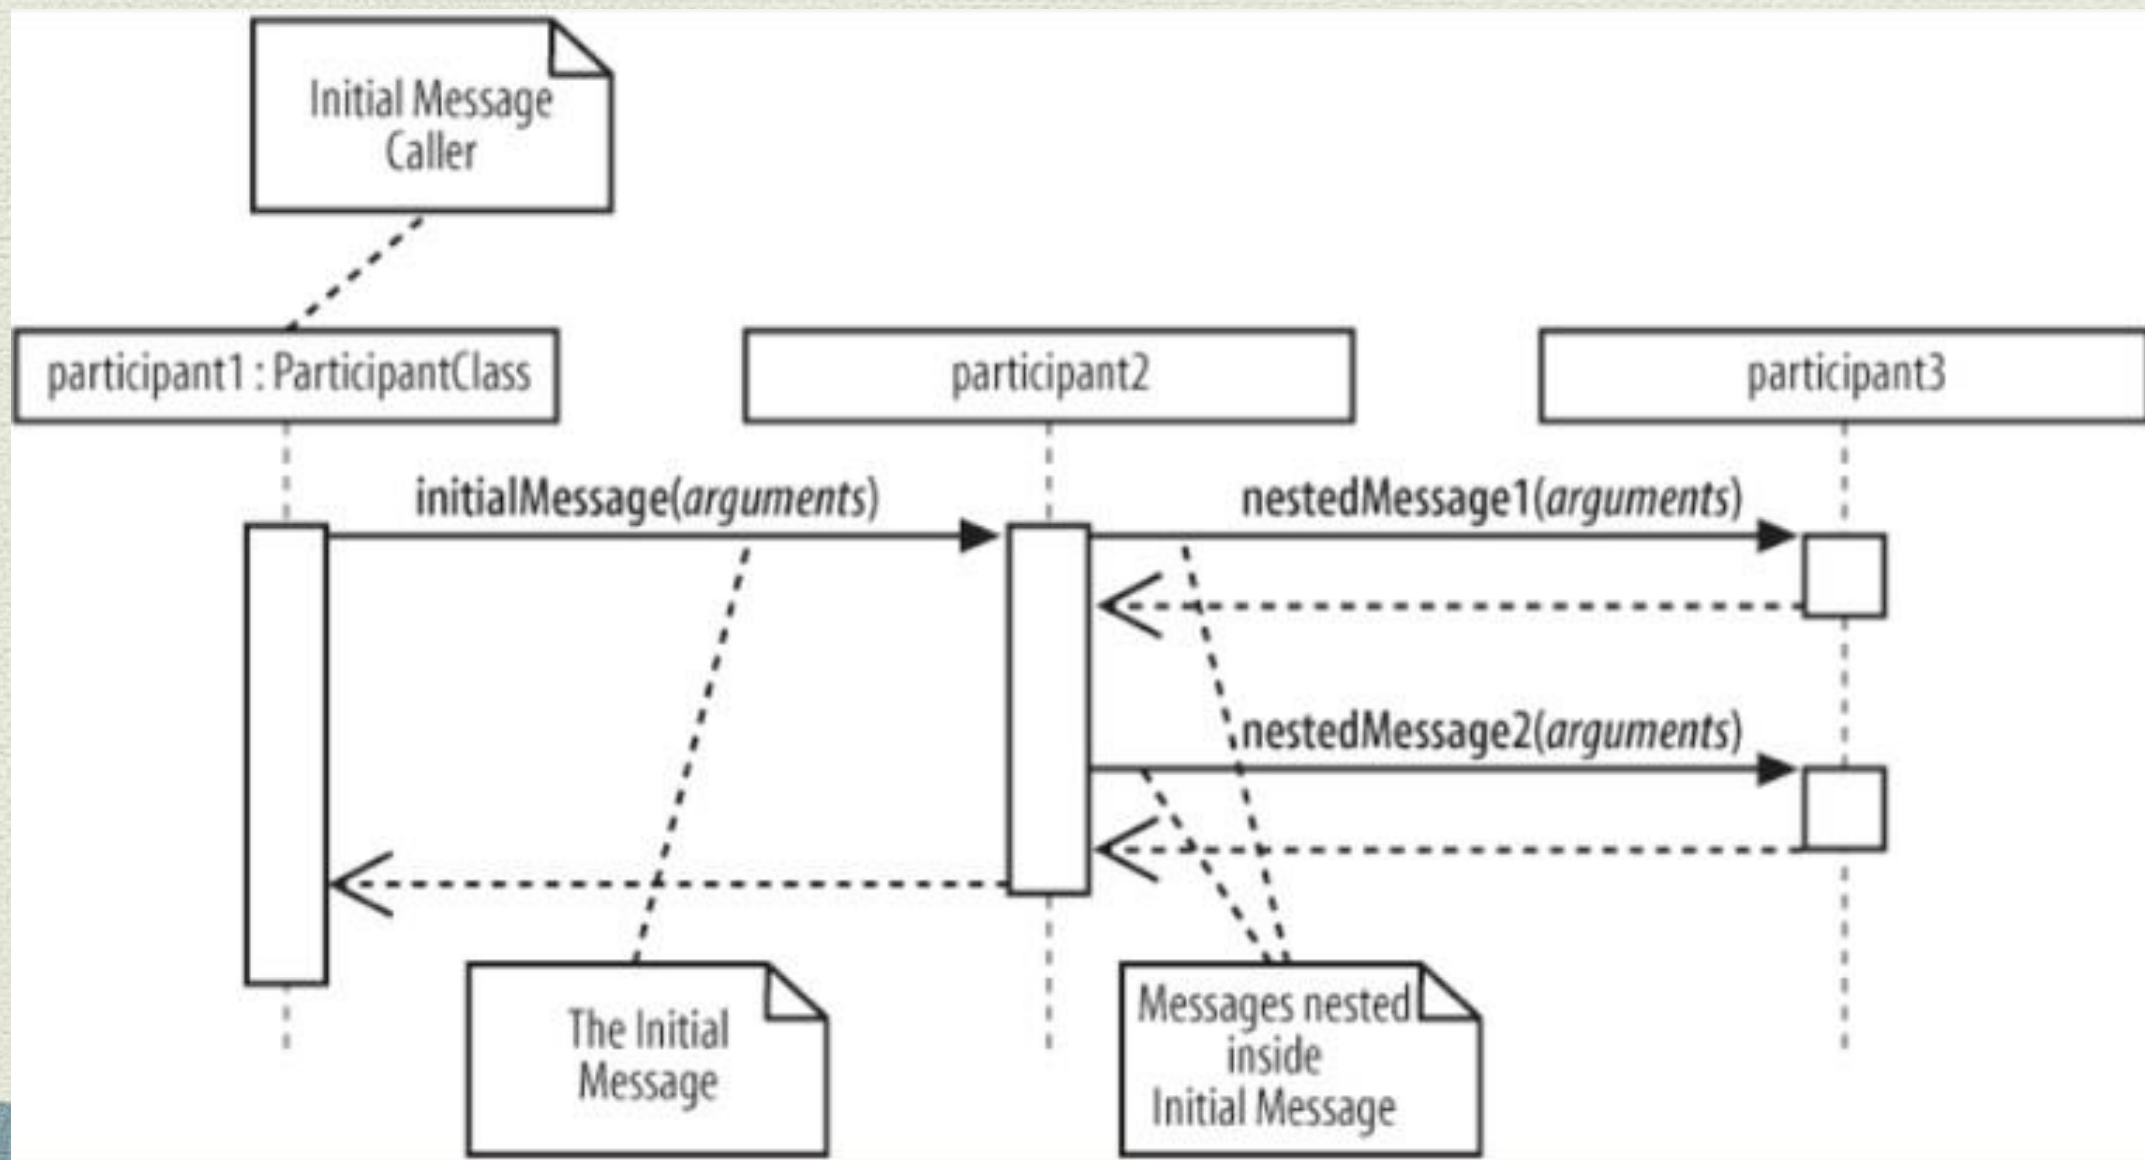 Initial Message
Caller
participant1 : ParticipantClass
participant2
participant3
initialMessage(arguments)
nestedMessage1(arguments)
nestedMessage2(arguments)
The Initial
Message
Messages nested
inside
Initial Message